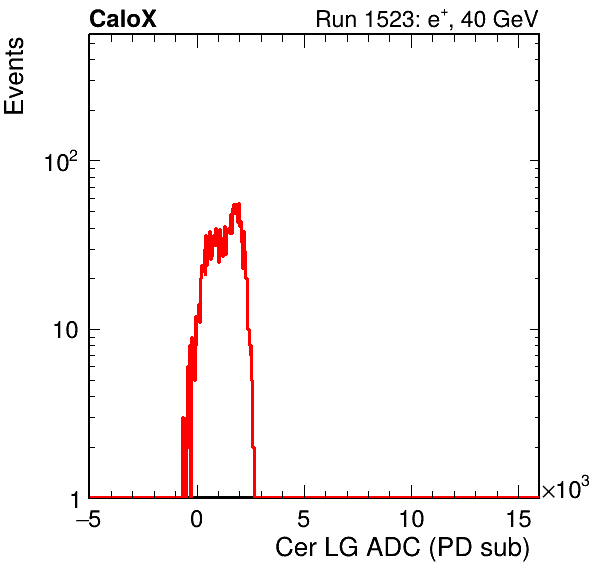 CaloX Run 1523: e⁺, 40 GeV
Events
10²
10
1
−5 0 5 10 15
×10³
Cer LG ADC (PD sub)